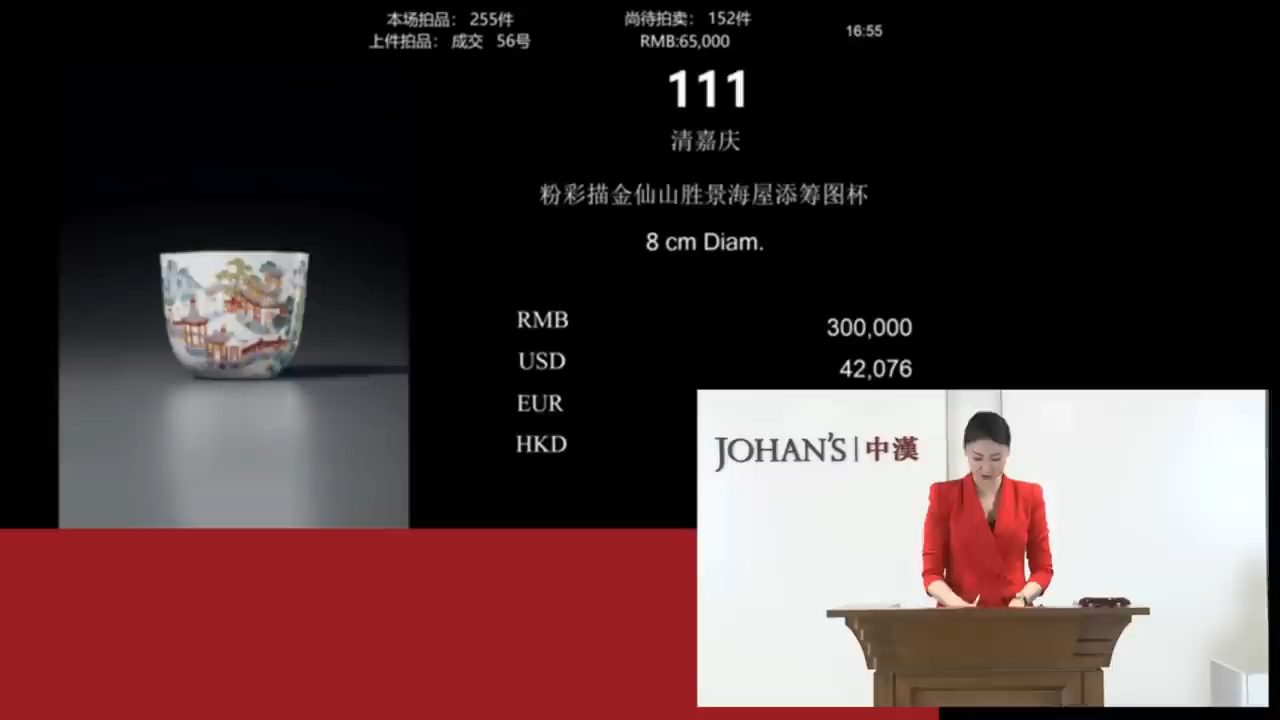 本场拍品： 255件
尚待拍卖： 152件
上件拍品： 成交 56号
RMB:65,000
16:55
111
清嘉庆
粉彩描金仙山胜景海屋添筹图杯
8 cm Diam.
RMB 300,000
USD 42,076
EUR
HKD
JOHAN'S | 中漢